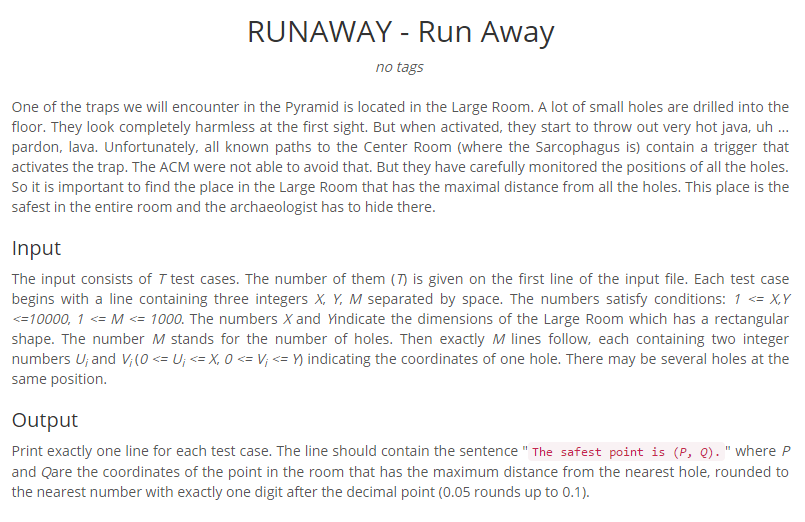 RUNAWAY - Run Away
no tags
One of the traps we will encounter in the Pyramid is located in the Large Room. A lot of small holes are drilled into the
floor. They look completely harmless at the first sight. But when activated, they start to throw out very hot java, uh ...
pardon, lava. Unfortunately, all known paths to the Center Room (where the Sarcophagus is) contain a trigger that
activates the trap. The ACM were not able to avoid that. But they have carefully monitored the positions of all the holes.
So it is important to find the place in the Large Room that has the maximal distance from all the holes. This place is the
safest in the entire room and the archaeologist has to hide there.
Input
The input consists of T test cases. The number of them (T) is given on the first line of the input file. Each test case
begins with a line containing three integers X, Y, M separated by space. The numbers satisfy conditions: 1 <= X,Y
<=10000, 1 <= M <= 1000. The numbers X and Yindicate the dimensions of the Large Room which has a rectangular
shape. The number M stands for the number of holes. Then exactly M lines follow, each containing two integer
numbers Ui and Vi (0 <= Ui <= X, 0 <= Vi <= Y) indicating the coordinates of one hole. There may be several holes at the
same position.
Output
Print exactly one line for each test case. The line should contain the sentence "The safest point is (P, Q)." where P
and Qare the coordinates of the point in the room that has the maximum distance from the nearest hole, rounded to
the nearest number with exactly one digit after the decimal point (0.05 rounds up to 0.1).